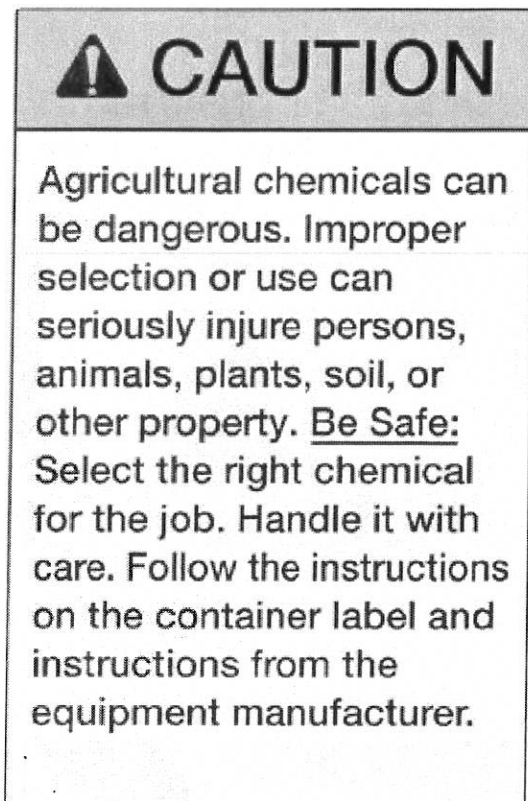 CAUTION
Agricultural chemicals can
be dangerous. Improper
selection or use can
seriously injure persons,
animals, plants, soil, or
other property. Be Safe:
Select the right chemical
for the job. Handle it with
care. Follow the instructions
on the container label and
instructions from the
equipment manufacturer.